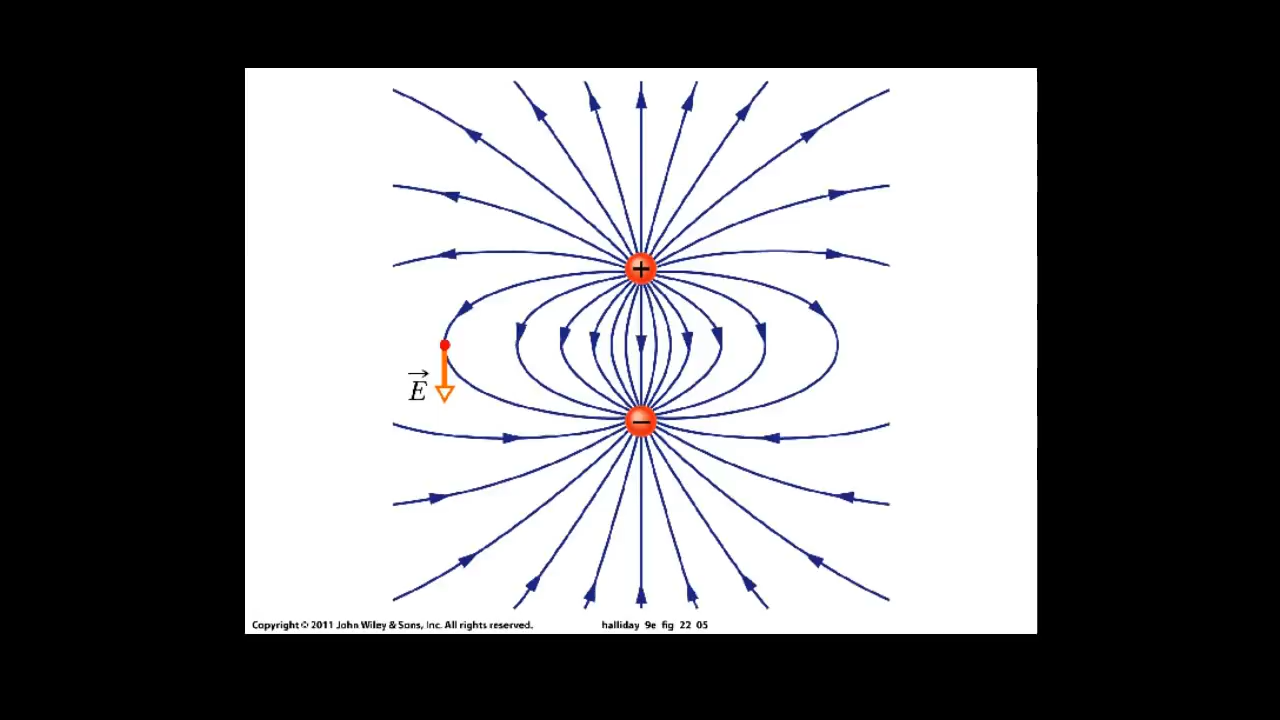 +
E
−
Copyright © 2011 John Wiley & Sons, Inc. All rights reserved.
halliday 9e fig 22 05